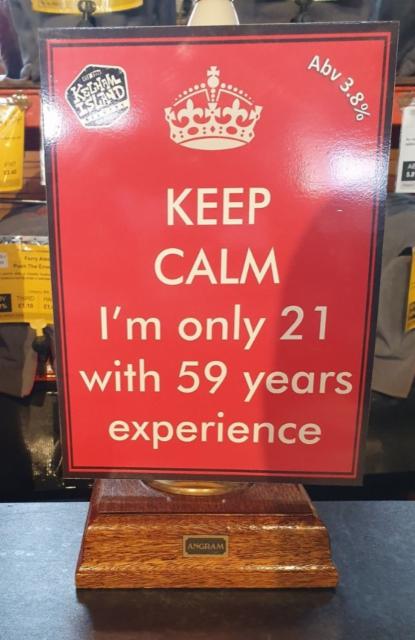 KELHAM
ISLAND
Abv 3.8%
KEEP
CALM
I'm only 21
with 59 years
experience
ANGRAM